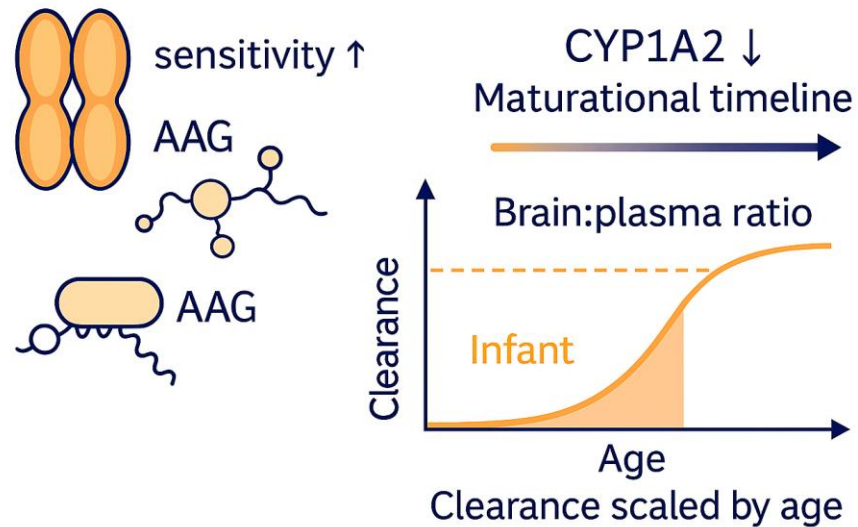 sensitivity ↑
AAG
AAG
CYP1A2 ↓
Maturational timeline
Brain:plasma ratio
Clearance
Infant
Age
Clearance scaled by age